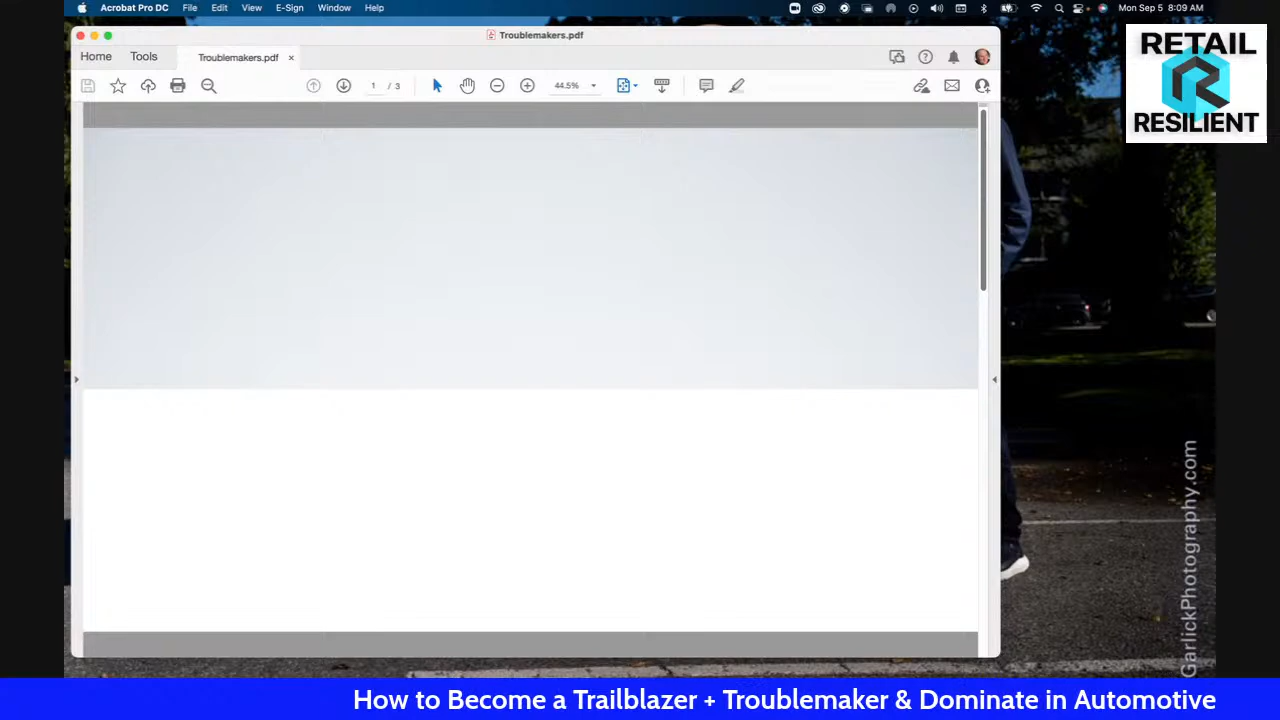 Acrobat Pro DC File Edit View E-Sign Window Help Mon Sep 5 8:09 AM
Troublemakers.pdf
Home Tools Troublemakers.pdf ×
1 / 3 44.5%
RETAIL
RESILIENT
GarlickPhotography.com
How to Become a Trailblazer + Troublemaker & Dominate in Automotive